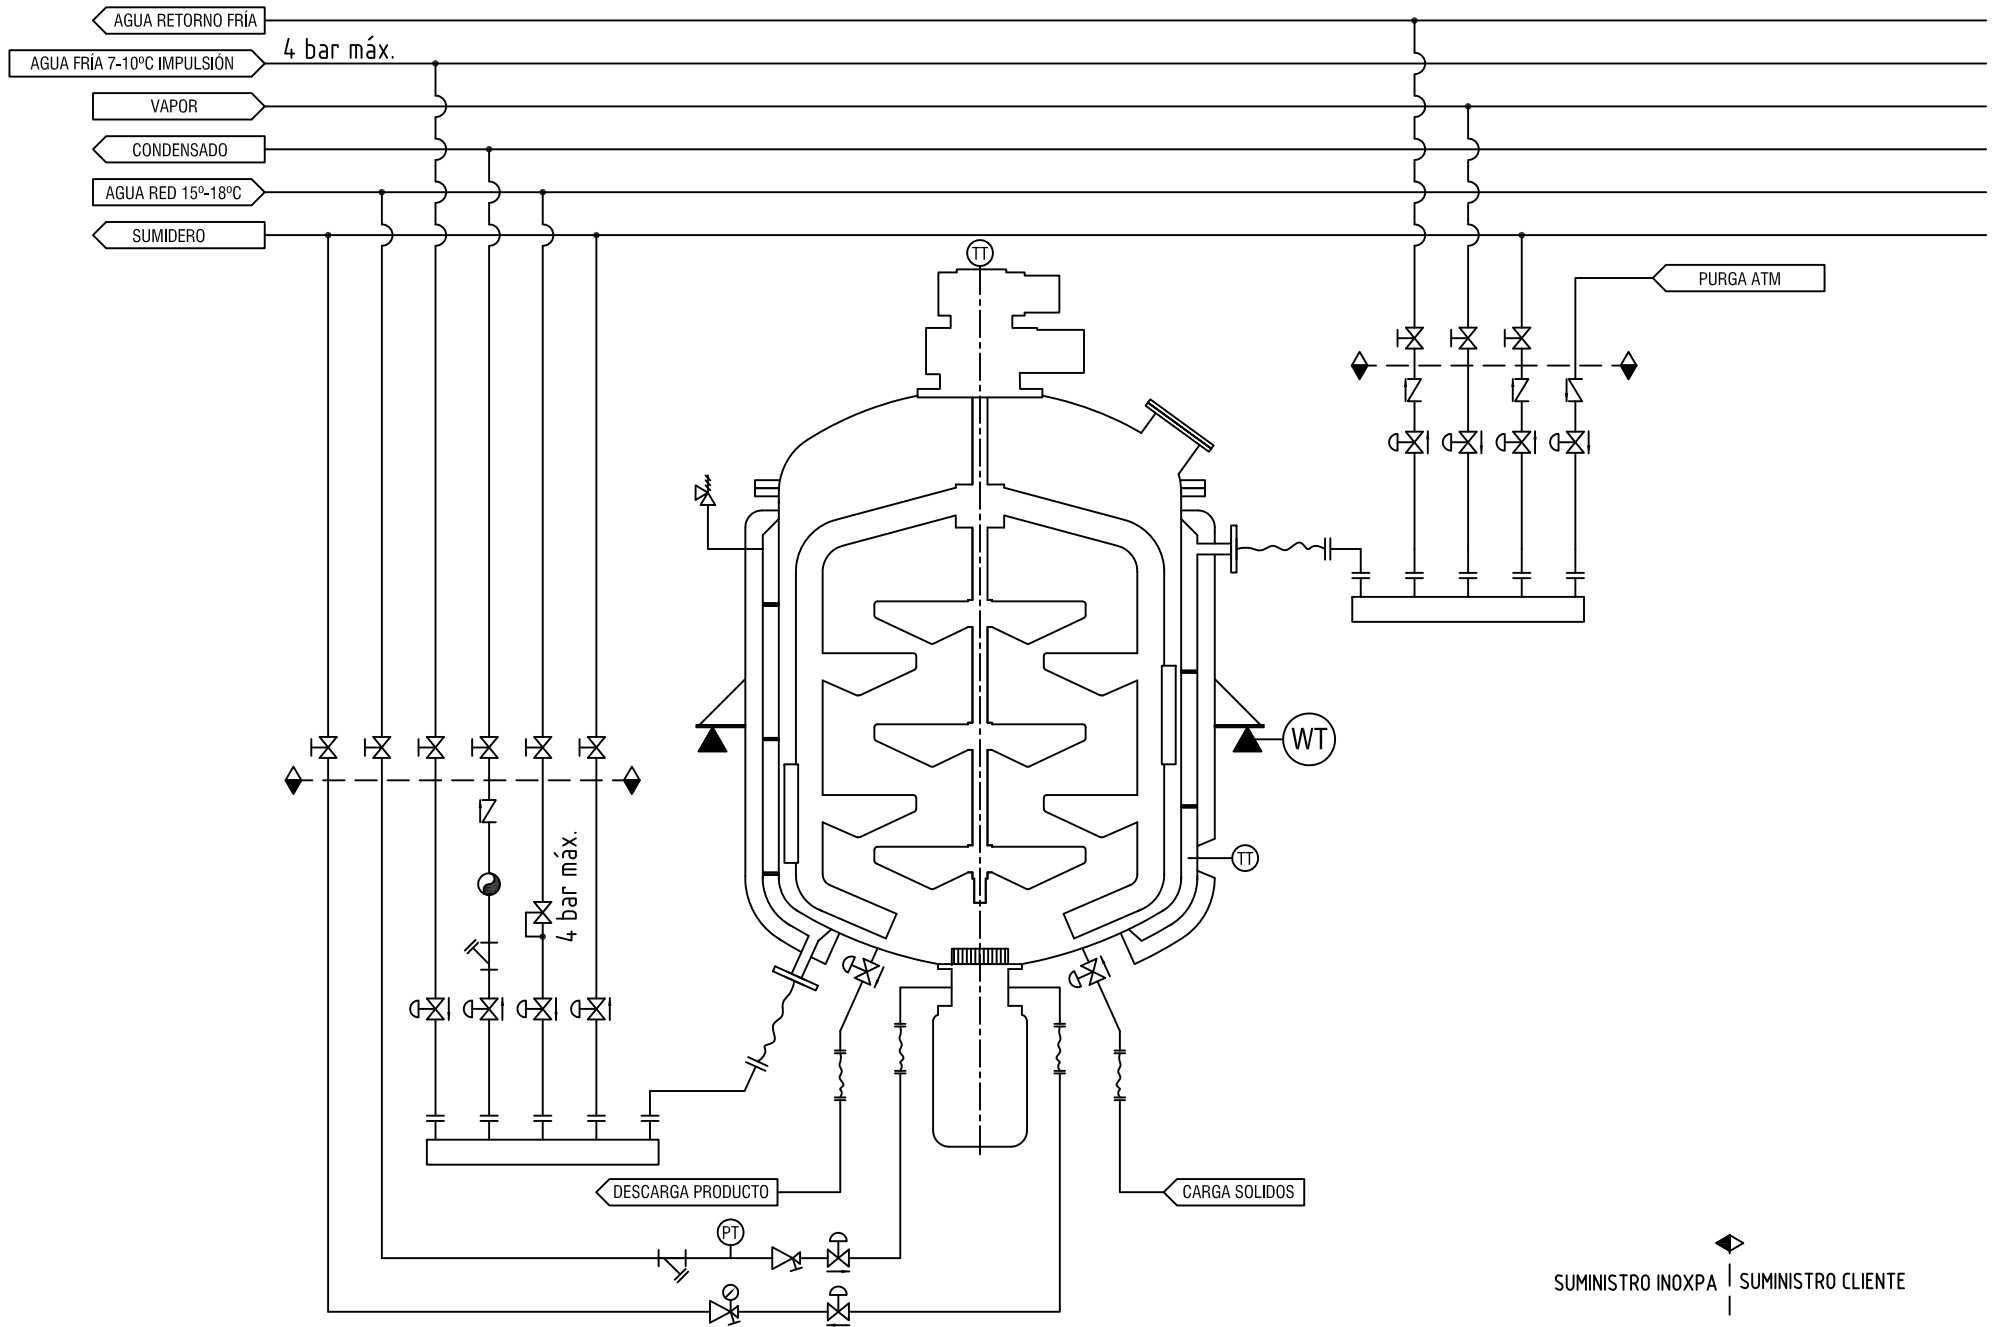 AGUA RETORNO FRÍA
AGUA FRÍA 7-10ºC IMPULSIÓN
4 bar máx.
VAPOR
CONDENSADO
AGUA RED 15º-18ºC
SUMIDERO
TT
PURGA ATM
WT
TT
4 bar máx.
DESCARGA PRODUCTO
CARGA SOLIDOS
PT
SUMINISTRO INOXPA
SUMINISTRO CLIENTE